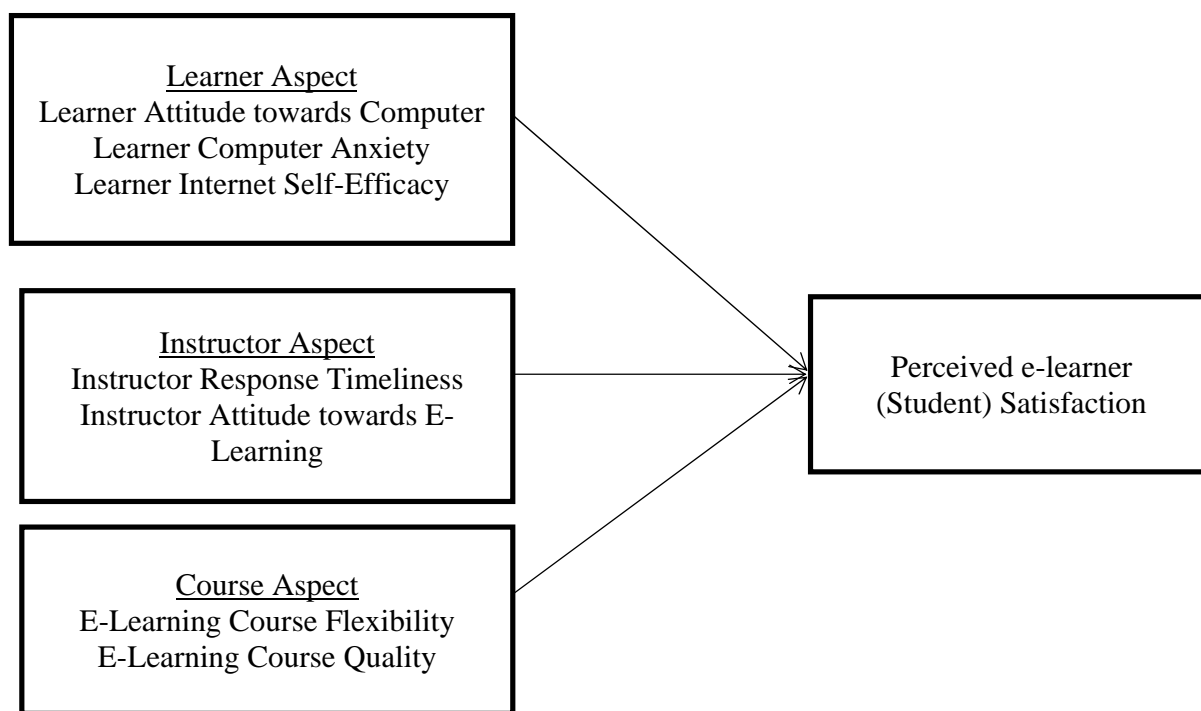 Learner Aspect
Learner Attitude towards Computer
Learner Computer Anxiety
Learner Internet Self-Efficacy
Instructor Aspect
Instructor Response Timeliness
Instructor Attitude towards E-
Learning
Perceived e-learner
(Student) Satisfaction
Course Aspect
E-Learning Course Flexibility
E-Learning Course Quality